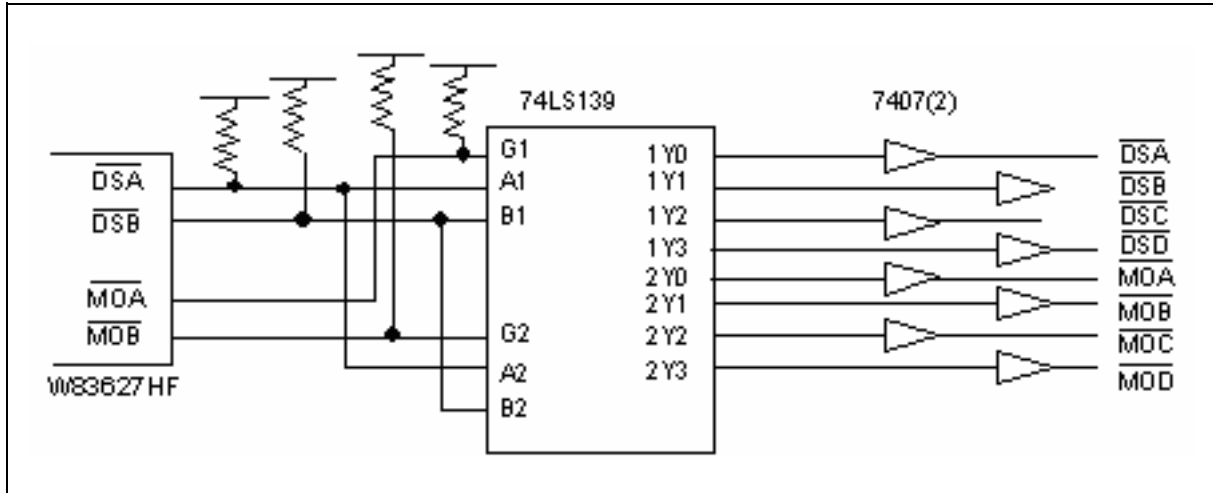 74LS139
7407(2)
DSA
DSB
MOA
MOB
W83627HF
G1
A1
B1
G2
A2
B2
1Y0
1Y1
1Y2
1Y3
2Y0
2Y1
2Y2
2Y3
DSA
DSB
DSC
DSD
MOA
MOB
MOC
MOD